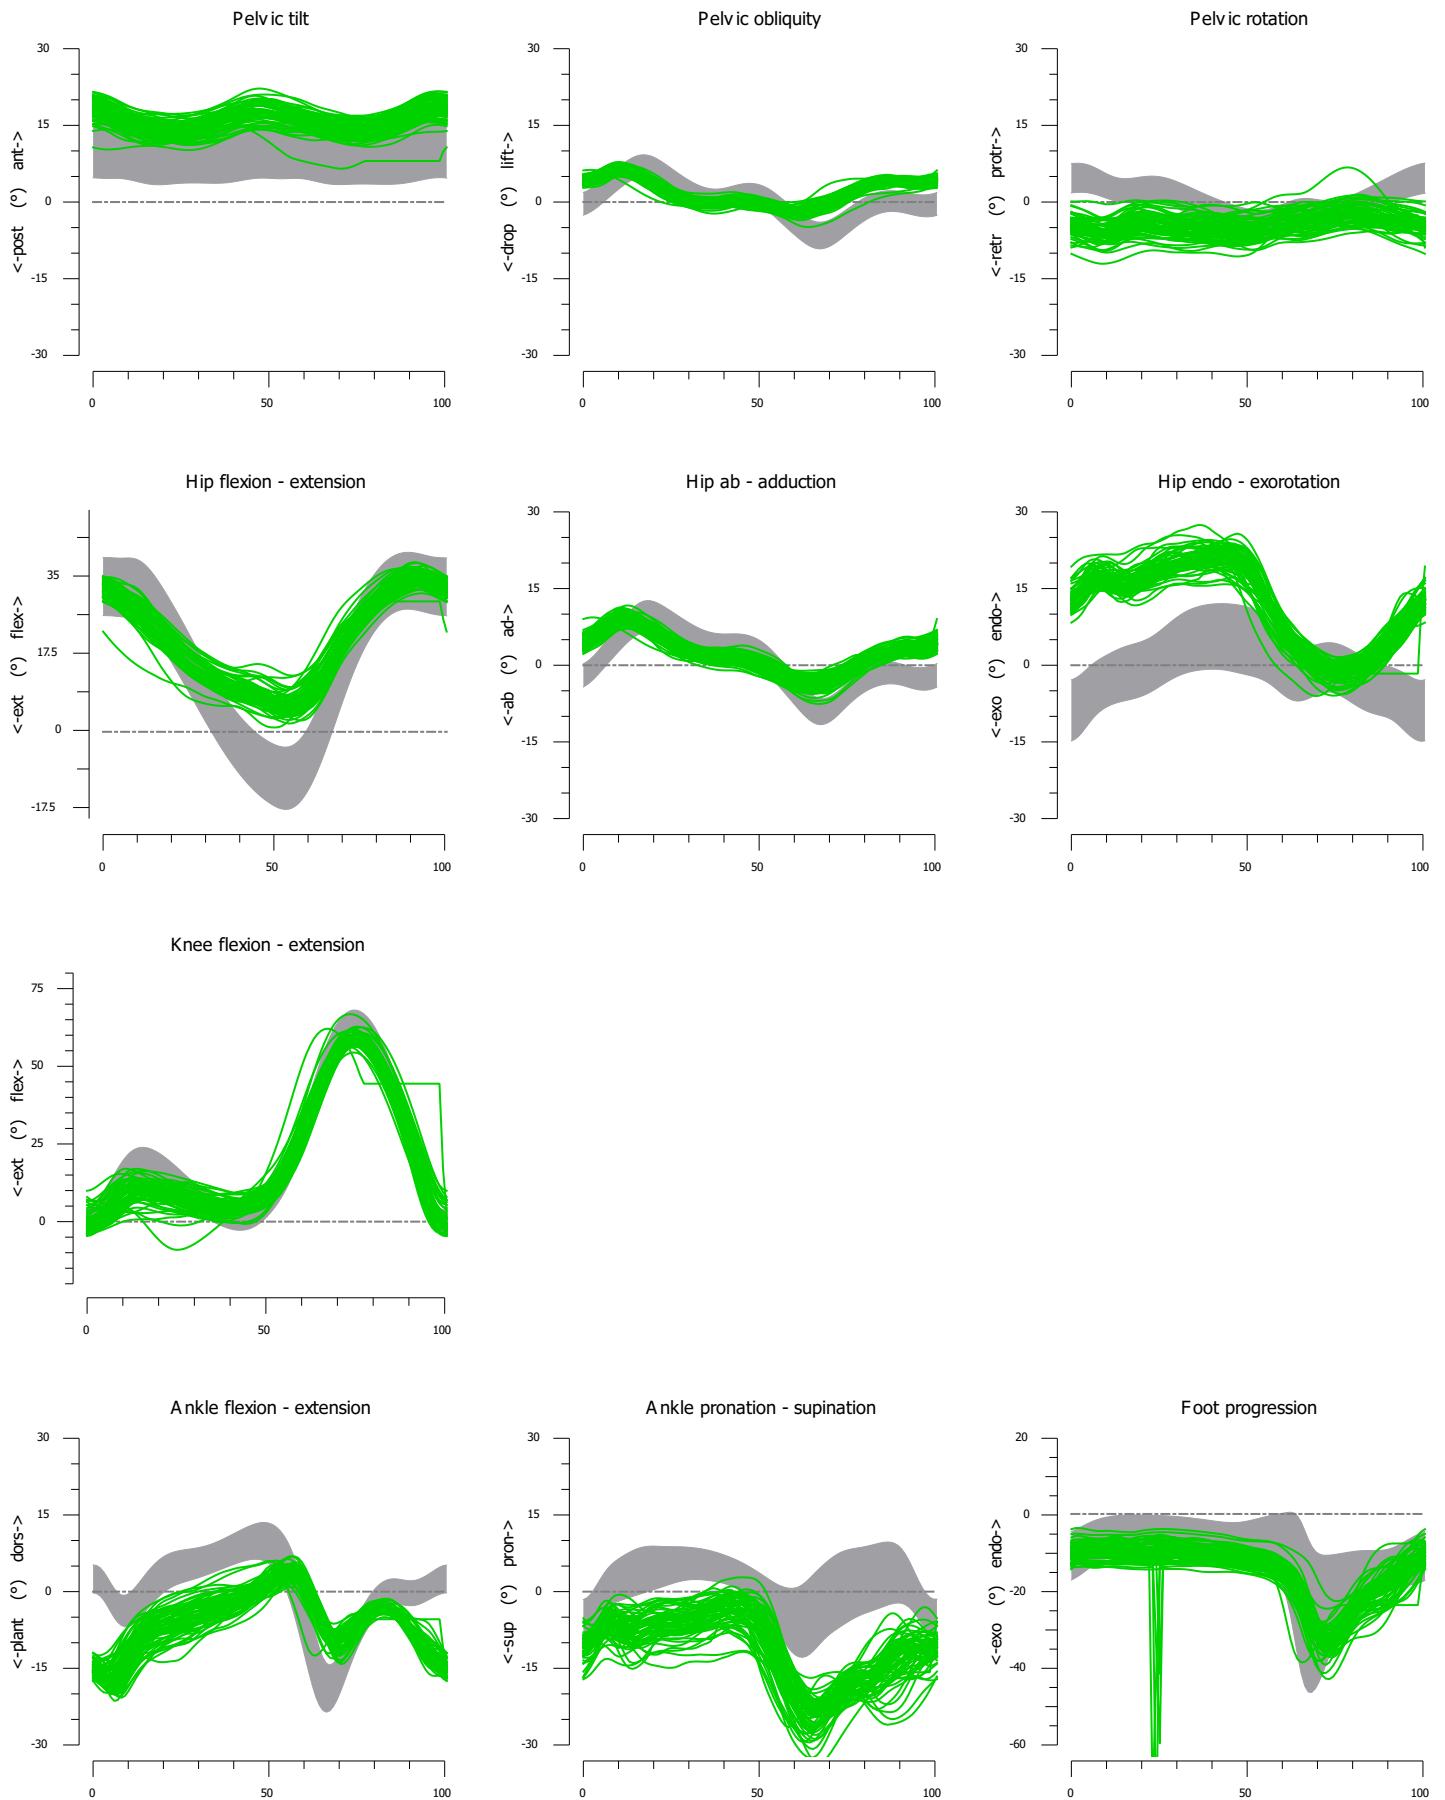 Pelvic tilt
30
15
0
-15
-30
<-post (°) ant->
0 50 100
Pelvic obliquity
30
15
0
-15
-30
<-drop (°) lift->
0 50 100
Pelvic rotation
30
15
0
-15
-30
<-retr (°) protr->
0 50 100
Hip flexion - extension
35
17.5
0
-17.5
<-ext (°) flex->
0 50 100
Hip ab - adduction
30
15
0
-15
-30
<-ab (°) ad->
0 50 100
Hip endo - exorotation
30
15
0
-15
-30
<-exo (°) endo->
0 50 100
Knee flexion - extension
75
50
25
0
<-ext (°) flex->
0 50 100
Ankle flexion - extension
30
15
0
-15
-30
<-plant (°) dors->
0 50 100
Ankle pronation - supination
30
15
0
-15
-30
<-sup (°) pron->
0 50 100
Foot progression
20
0
-20
-40
-60
<-exo (°) endo->
0 50 100